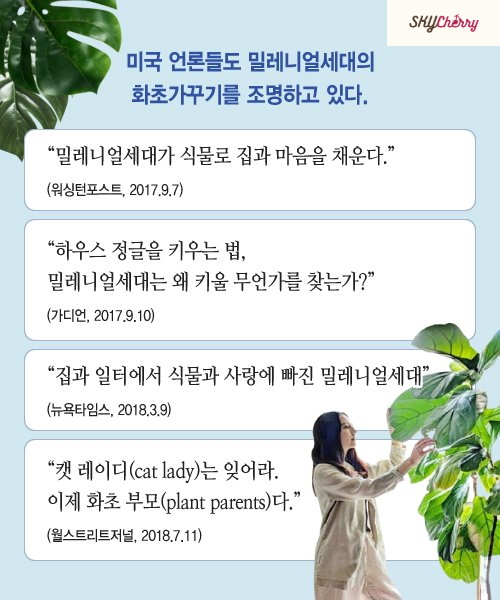 SKYCherry
미국 언론들도 밀레니얼세대의
화초가꾸기를 조명하고 있다.
“밀레니얼세대가 식물로 집과 마음을 채운다.”
(워싱턴포스트, 2017.9.7)
“하우스 정글을 키우는 법,
밀레니얼세대는 왜 키울 무언가를 찾는가?”
(가디언, 2017.9.10)
“집과 일터에서 식물과 사랑에 빠진 밀레니얼세대”
(뉴욕타임스, 2018.3.9)
“캣 레이디(cat lady)는 잊어라.
이제 화초 부모(plant parents)다.”
(월스트리트저널, 2018.7.11)